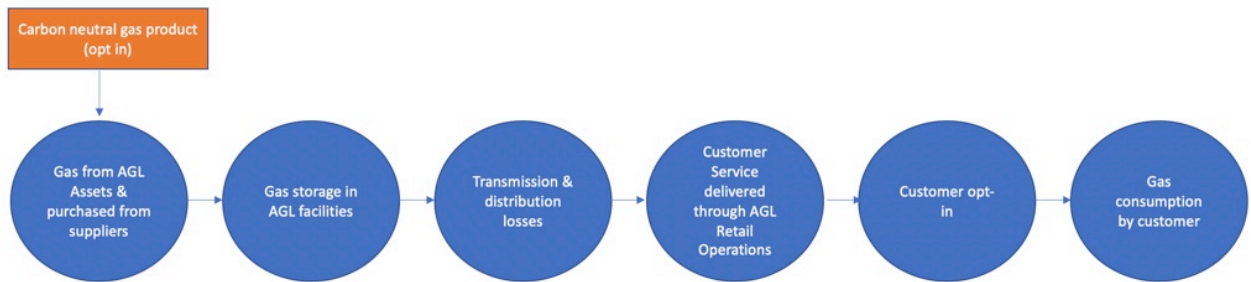 Carbon neutral gas product
(opt in)
Gas from AGL
Assets &
purchased from
suppliers
Gas storage in
AGL facilities
Transmission &
distribution
losses
Customer
Service
delivered
through AGL
Retail
Operations
Customer opt-
in
Gas
consumption
by customer